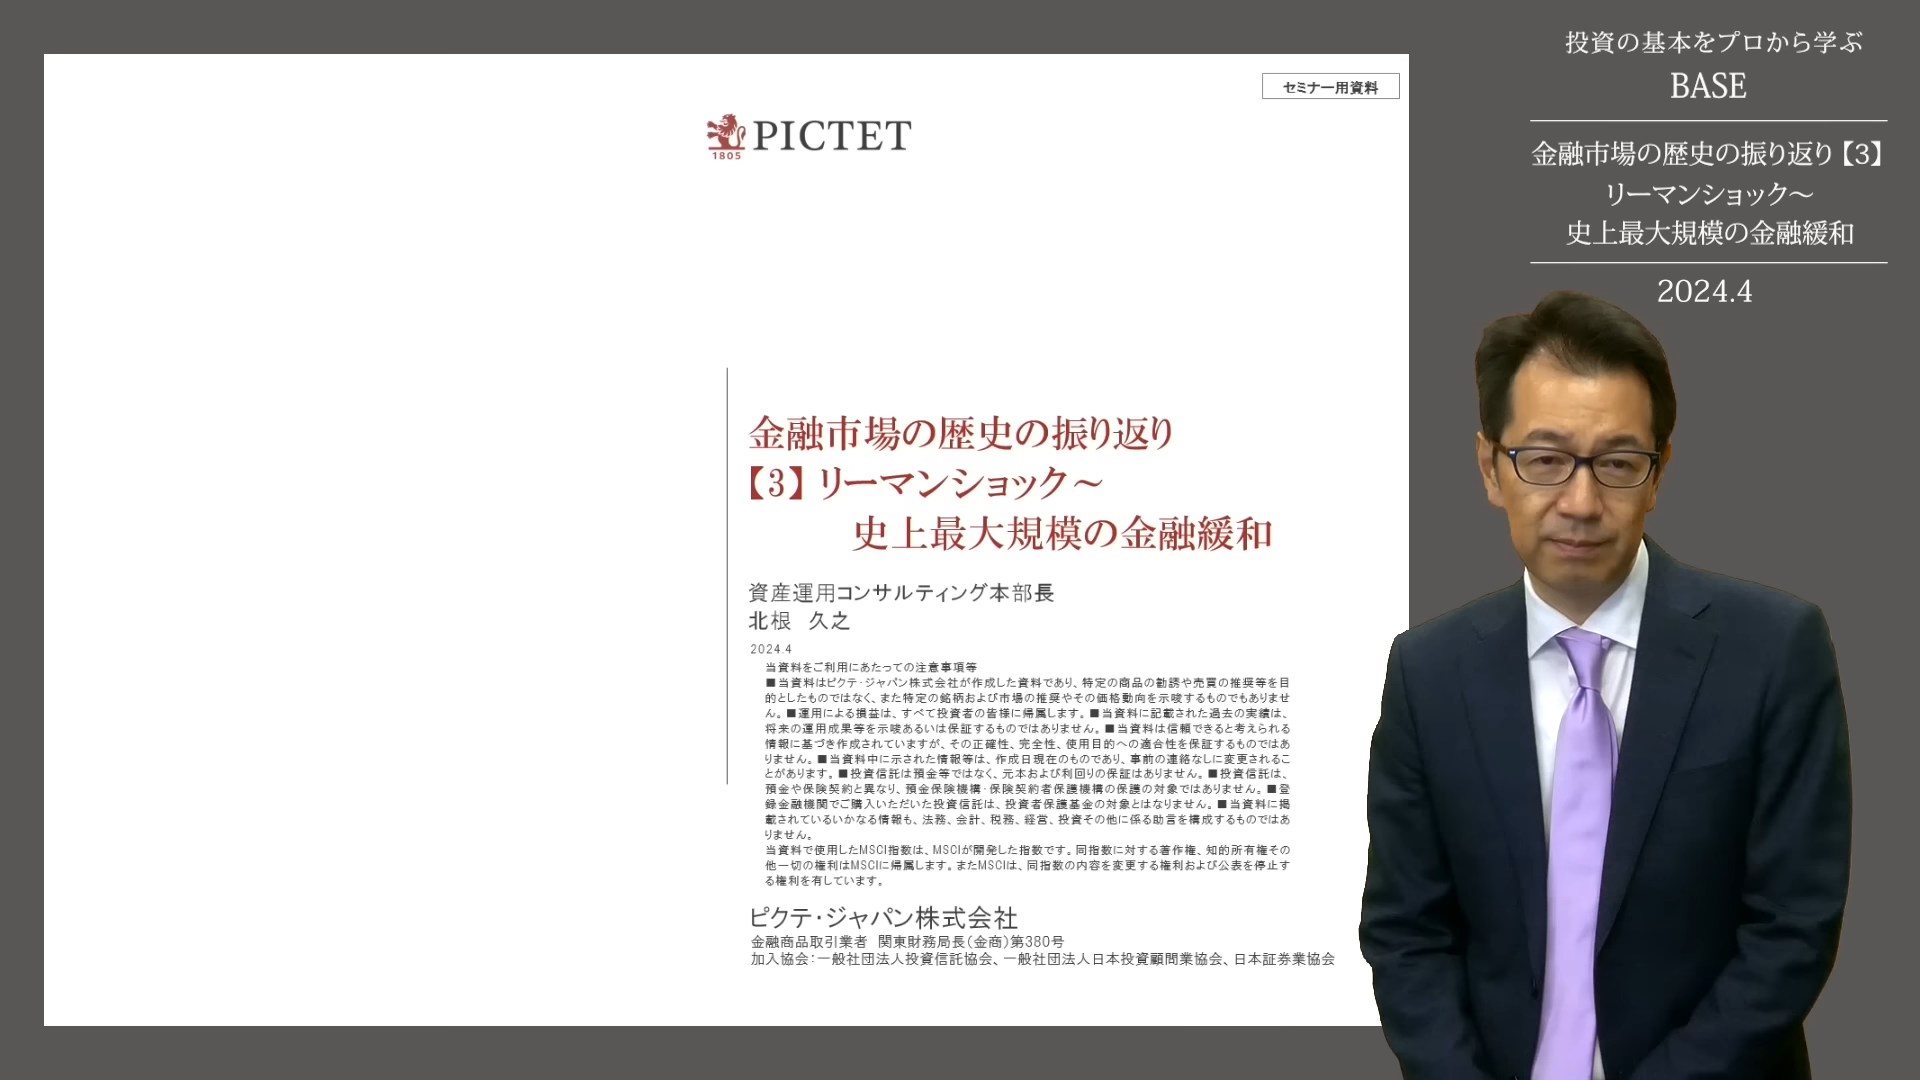 セミナー用資料
PICTET
1805
金融市場の歴史の振り返り
【3】リーマンショック～
史上最大規模の金融緩和
資産運用コンサルティング本部長
北根　久之
2024.4
当資料をご利用にあたっての注意事項等
■当資料はピクテ・ジャパン株式会社が作成した資料であり、特定の商品の勧誘や売買の推奨等を目
的としたものではなく、また特定の銘柄および市場の推奨やその価格動向を示唆するものでもありませ
ん。■運用による損益は、すべて投資者の皆様に帰属します。■当資料に記載された過去の実績は、
将来の運用成果等を示唆あるいは保証するものではありません。■当資料は信頼できると考えられる
情報に基づき作成されていますが、その正確性、完全性、使用目的への適合性を保証するものではあ
りません。■当資料中に示された情報等は、作成日現在のものであり、事前の連絡なしに変更されるこ
とがあります。■投資信託は預金等ではなく、元本および利回りの保証はありません。■投資信託は、
預金や保険契約と異なり、預金保険機構・保険契約者保護機構の保護の対象ではありません。■登
録金融機関でご購入いただいた投資信託は、投資者保護基金の対象とはなりません。■当資料に掲
載されているいかなる情報も、法務、会計、税務、経営、投資その他に係る助言を構成するものではあ
りません。
当資料で使用したMSCI指数は、MSCIが開発した指数です。同指数に対する著作権、知的所有権その
他一切の権利はMSCIに帰属します。またMSCIは、同指数の内容を変更する権利および公表を停止す
る権利を有しています。
ピクテ・ジャパン株式会社
金融商品取引業者　関東財務局長（金商）第380号
加入協会：一般社団法人投資信託協会、一般社団法人日本投資顧問業協会、日本証券業協会
投資の基本をプロから学ぶ
BASE
金融市場の歴史の振り返り【3】
リーマンショック～
史上最大規模の金融緩和
2024.4